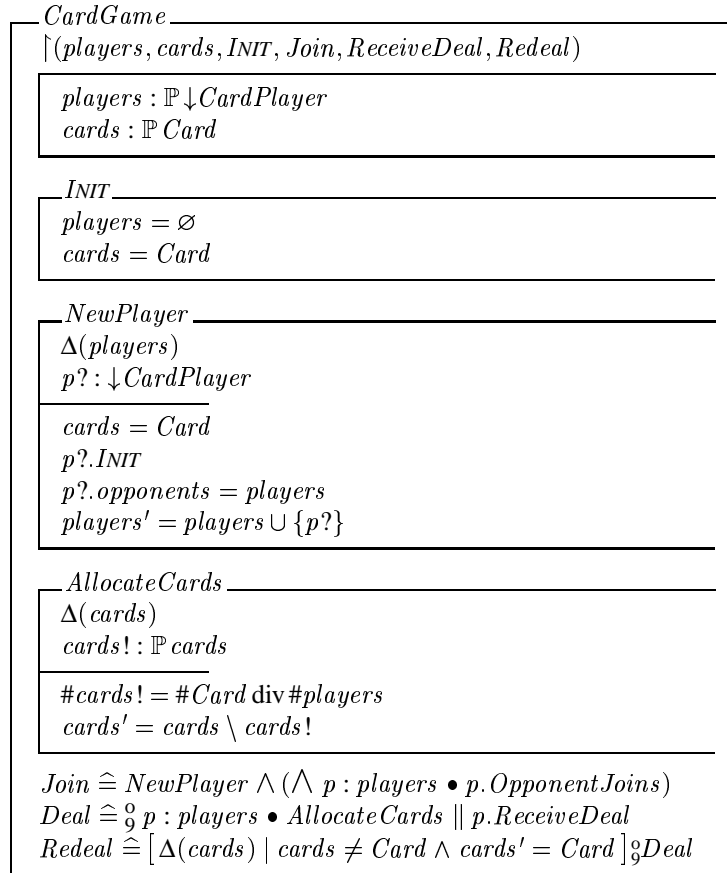 CardGame
↾(players, cards, INIT, Join, ReceiveDeal, Redeal)
players : ℙ ↓CardPlayer
cards : ℙ Card
INIT
players = ∅
cards = Card
NewPlayer
Δ(players)
p? : ↓CardPlayer
cards = Card
p?.INIT
p?.opponents = players
players′ = players ∪ {p?}
AllocateCards
Δ(cards)
cards! : ℙ cards
#cards! = #Card div #players
cards′ = cards \ cards!
Join ≙ NewPlayer ∧ (⋀ p : players • p.OpponentJoins)
Deal ≙ ⨟ p : players • AllocateCards ∥ p.ReceiveDeal
Redeal ≙ [ Δ(cards) | cards ≠ Card ∧ cards′ = Card ] ⨟ Deal